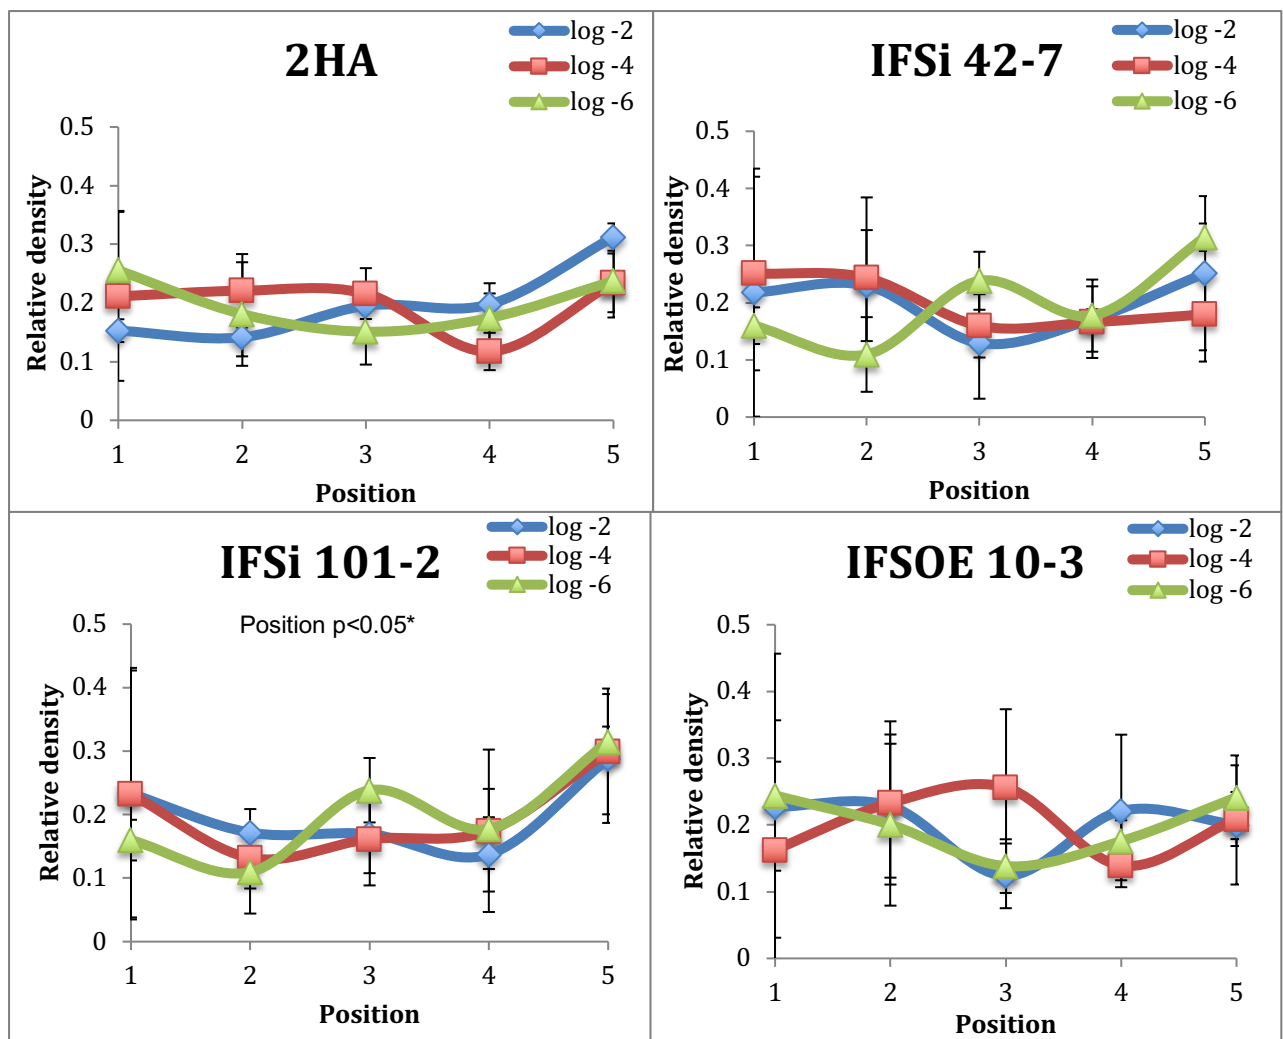 2HA
log -2
log -4
log -6
0.5
0.4
0.3
0.2
0.1
0
Relative density
1 2 3 4 5
Position
IFSi 42-7
log -2
log -4
log -6
0.5
0.4
0.3
0.2
0.1
0
Relative density
1 2 3 4 5
Position
IFSi 101-2
log -2
log -4
log -6
Position p<0.05*
0.5
0.4
0.3
0.2
0.1
0
Relative density
1 2 3 4 5
Position
IFSOE 10-3
log -2
log -4
log -6
0.5
0.4
0.3
0.2
0.1
0
Relative density
1 2 3 4 5
Position